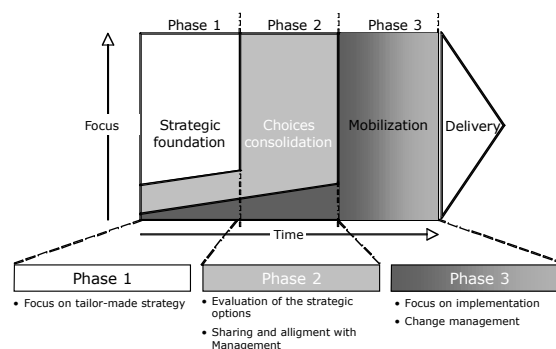 Phase 1 Phase 2 Phase 3
Focus
Strategic
foundation
Choices
consolidation
Mobilization
Delivery
Time
Phase 1
• Focus on tailor-made strategy
Phase 2
• Evaluation of the strategic
options
• Sharing and alligment with
Management
Phase 3
• Focus on implementation
• Change management